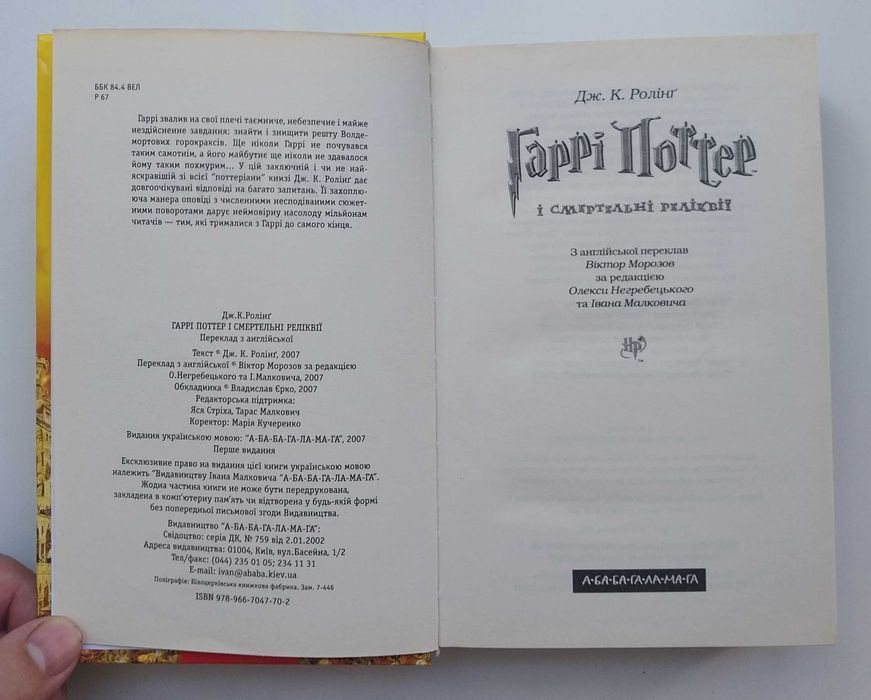 ББК 84.4 ВЕЛ
Р 67
Гаррі звалив на свої плечі таємниче, небезпечне і майже
нездійсненне завдання: знайти і знищити решту Волде-
мортових горокраксів. Ще ніколи Гаррі не почувався
таким самотнім, а його майбутнє ще ніколи не здавалося
йому таким похмурим... У цій заключній і чи не най-
яскравішій зі всієї "поттеріани" книзі Дж. К. Ролінґ дає
довгоочікувані відповіді на багато запитань. Її захоплю-
юча манера оповіді з численними несподіваними сюжет-
ними поворотами дарує неймовірну насолоду мільйонам
читачів — тим, які трималися з Гаррі до самого кінця.
Дж.К.Ролінґ
ГАРРІ ПОТТЕР І СМЕРТЕЛЬНІ РЕЛІКВІЇ
Переклад з англійської
Текст © Дж. К. Ролінґ, 2007
Переклад з англійської © Віктор Морозов за редакцією
О.Негребецького та І.Малковича, 2007
Обкладинка © Владислав Єрко, 2007
Редакторська підтримка:
Яся Стріха, Тарас Малкович
Коректор: Марія Кучеренко
Видання українською мовою: "А-БА-БА-ГА-ЛА-МА-ГА", 2007
Перше видання
Ексклюзивне право на видання цієї книги українською мовою
належить "Видавництву Івана Малковича "А-БА-БА-ГА-ЛА-МА-ГА".
Жодна частина книги не може бути передрукована,
закладена в комп'ютерну пам'ять чи відтворена у будь-якій формі
без попередньої письмової згоди Видавництва.
Видавництво "А-БА-БА-ГА-ЛА-МА-ГА":
Свідоцтво: серія ДК, № 759 від 2.01.2002
Адреса видавництва: 01004, Київ, вул.Басейна, 1/2
Тел/факс: (044) 235 01 05; 234 11 31
E-mail: ivan@ababa.kiev.ua
Поліграфія: Білоцерківська книжкова фабрика. Зам. 7-446
ISBN 978-966-7047-70-2
Дж. К. Ролінґ
Гаррі Поттер
І СМЕРТЕЛЬНІ РЕЛІКВІЇ
З англійської переклав
Віктор Морозов
за редакцією
Олекси Негребецького
та Івана Малковича
HP™
А·БА·БА·ГА·ЛА·МА·ГА